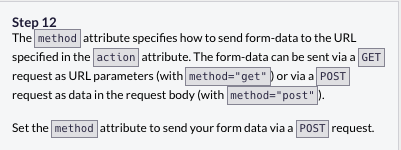 Step 12
The method attribute specifies how to send form-data to the URL
specified in the action attribute. The form-data can be sent via a GET
request as URL parameters (with method="get") or via a POST
request as data in the request body (with method="post").
Set the method attribute to send your form data via a POST request.